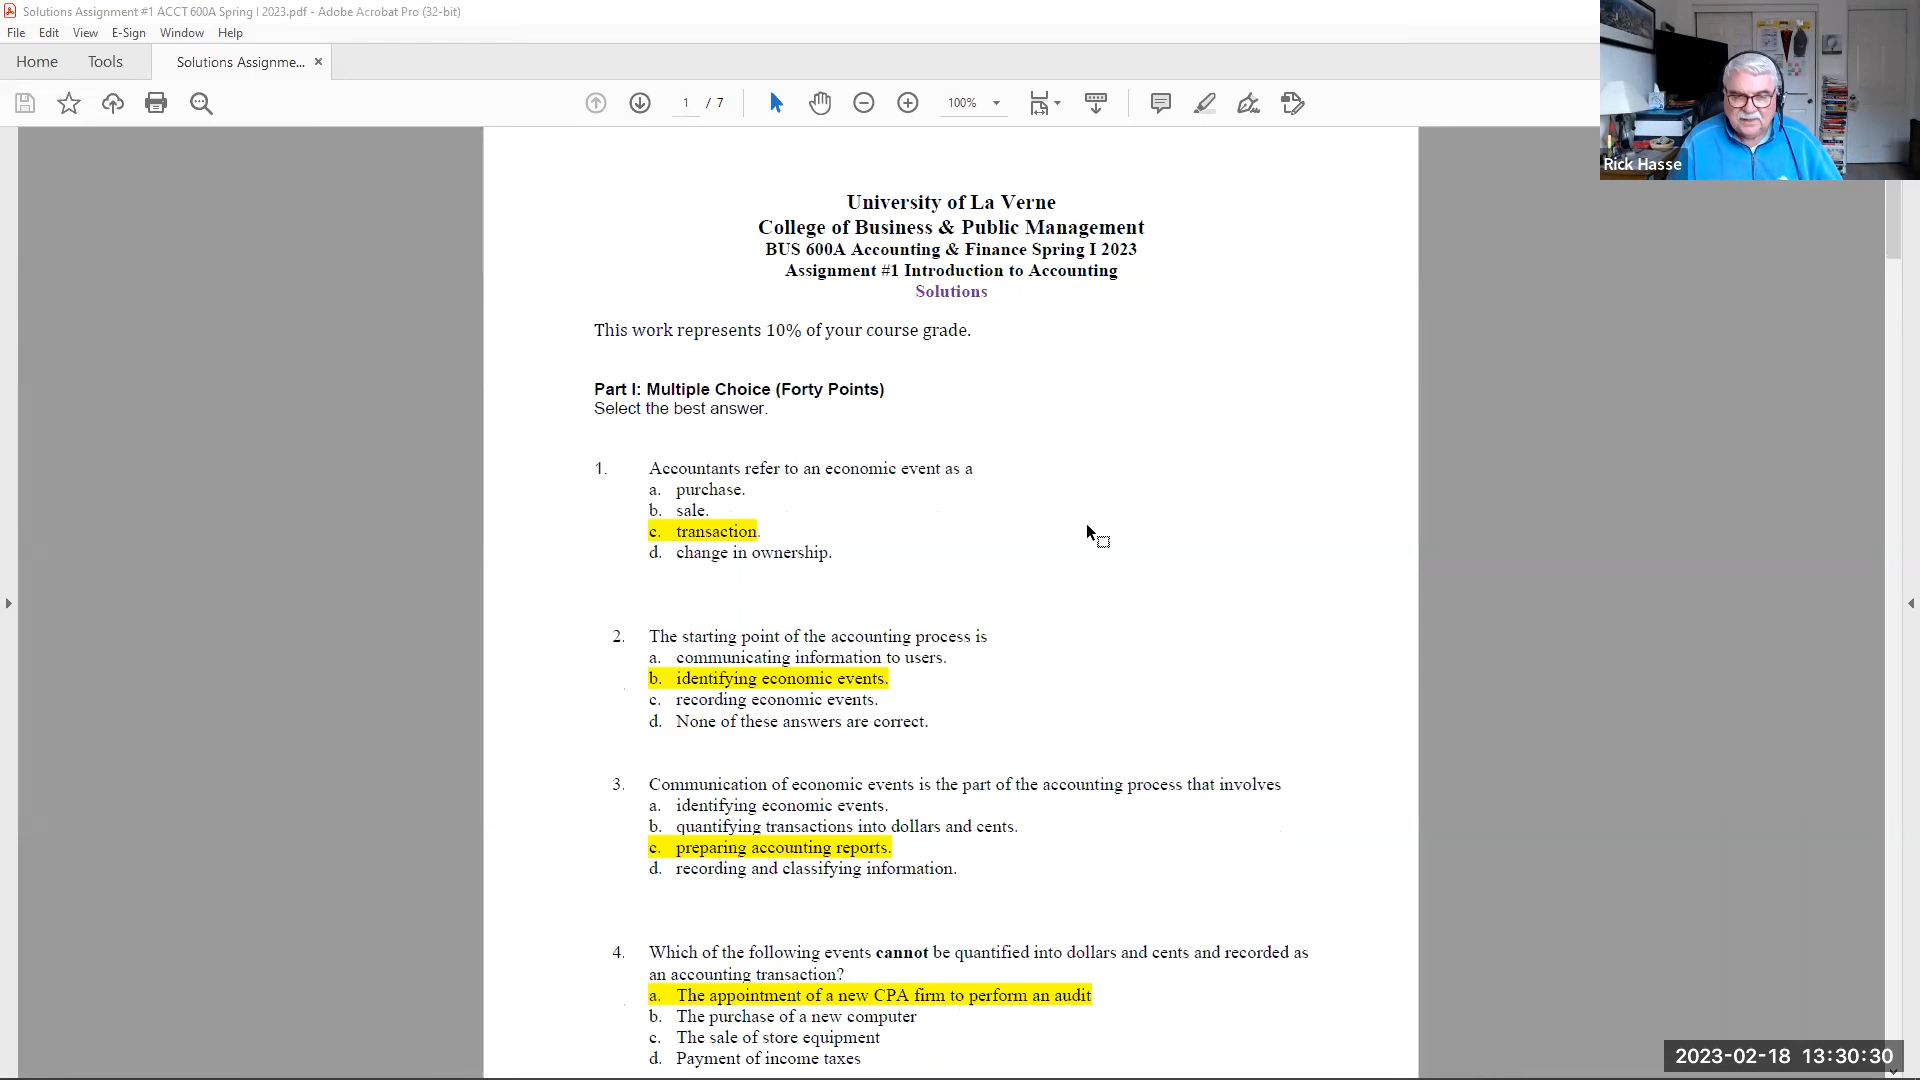 Solutions Assignment #1 ACCT 600A Spring I 2023.pdf - Adobe Acrobat Pro (32-bit)
File Edit View E-Sign Window Help
Home Tools Solutions Assignme... ×
1 / 7 100%
Rick Hasse
University of La Verne
College of Business & Public Management
BUS 600A Accounting & Finance Spring I 2023
Assignment #1 Introduction to Accounting
Solutions
This work represents 10% of your course grade.
Part I: Multiple Choice (Forty Points)
Select the best answer.
1. Accountants refer to an economic event as a
a. purchase.
b. sale.
c. transaction.
d. change in ownership.
2. The starting point of the accounting process is
a. communicating information to users.
b. identifying economic events.
c. recording economic events.
d. None of these answers are correct.
3. Communication of economic events is the part of the accounting process that involves
a. identifying economic events.
b. quantifying transactions into dollars and cents.
c. preparing accounting reports.
d. recording and classifying information.
4. Which of the following events cannot be quantified into dollars and cents and recorded as
an accounting transaction?
a. The appointment of a new CPA firm to perform an audit
b. The purchase of a new computer
c. The sale of store equipment
d. Payment of income taxes
2023-02-18 13:30:30